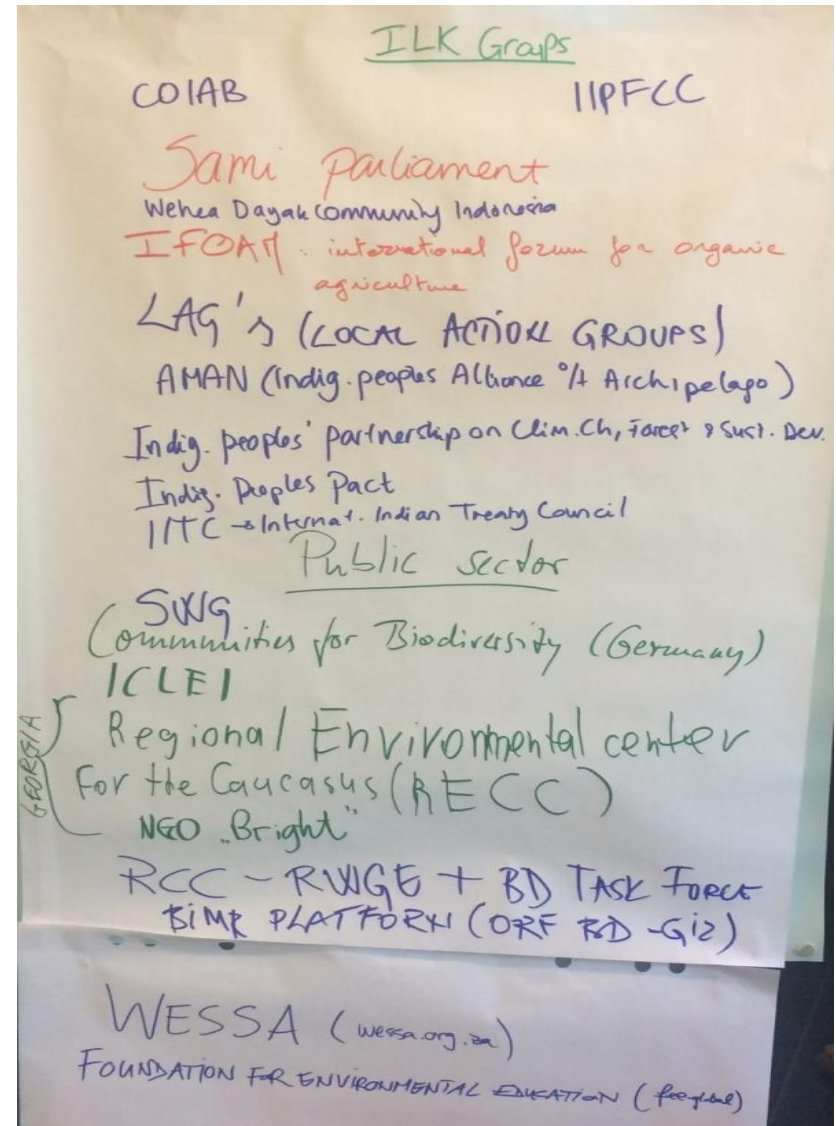 ILK Groups
COIAB IIPFCC
Sami Parliament
Wehea Dayak Community Indonesia
IFOAM: international forum for organic
agriculture
LAG's (LOCAL ACTION GROUPS)
AMAN (Indig. peoples Alliance o/t Archipelago)
Indig. peoples' partnership on Clim. Ch, Forest & Sust. Dev.
Indig. Peoples Pact
IITC → Internat. Indian Treaty Council
Public sector
SWG
Communities for Biodiversity (Germany)
ICLEI
GEORGIA
Regional Environmental center
For the Caucasus (RECC)
NGO „Bright"
RCC - RWGE + BD TASK FORCE
BIMR PLATFORM (ORF BD - GIZ)
WESSA (wessa.org.za)
FOUNDATION FOR ENVIRONMENTAL EDUCATION (fee.global)